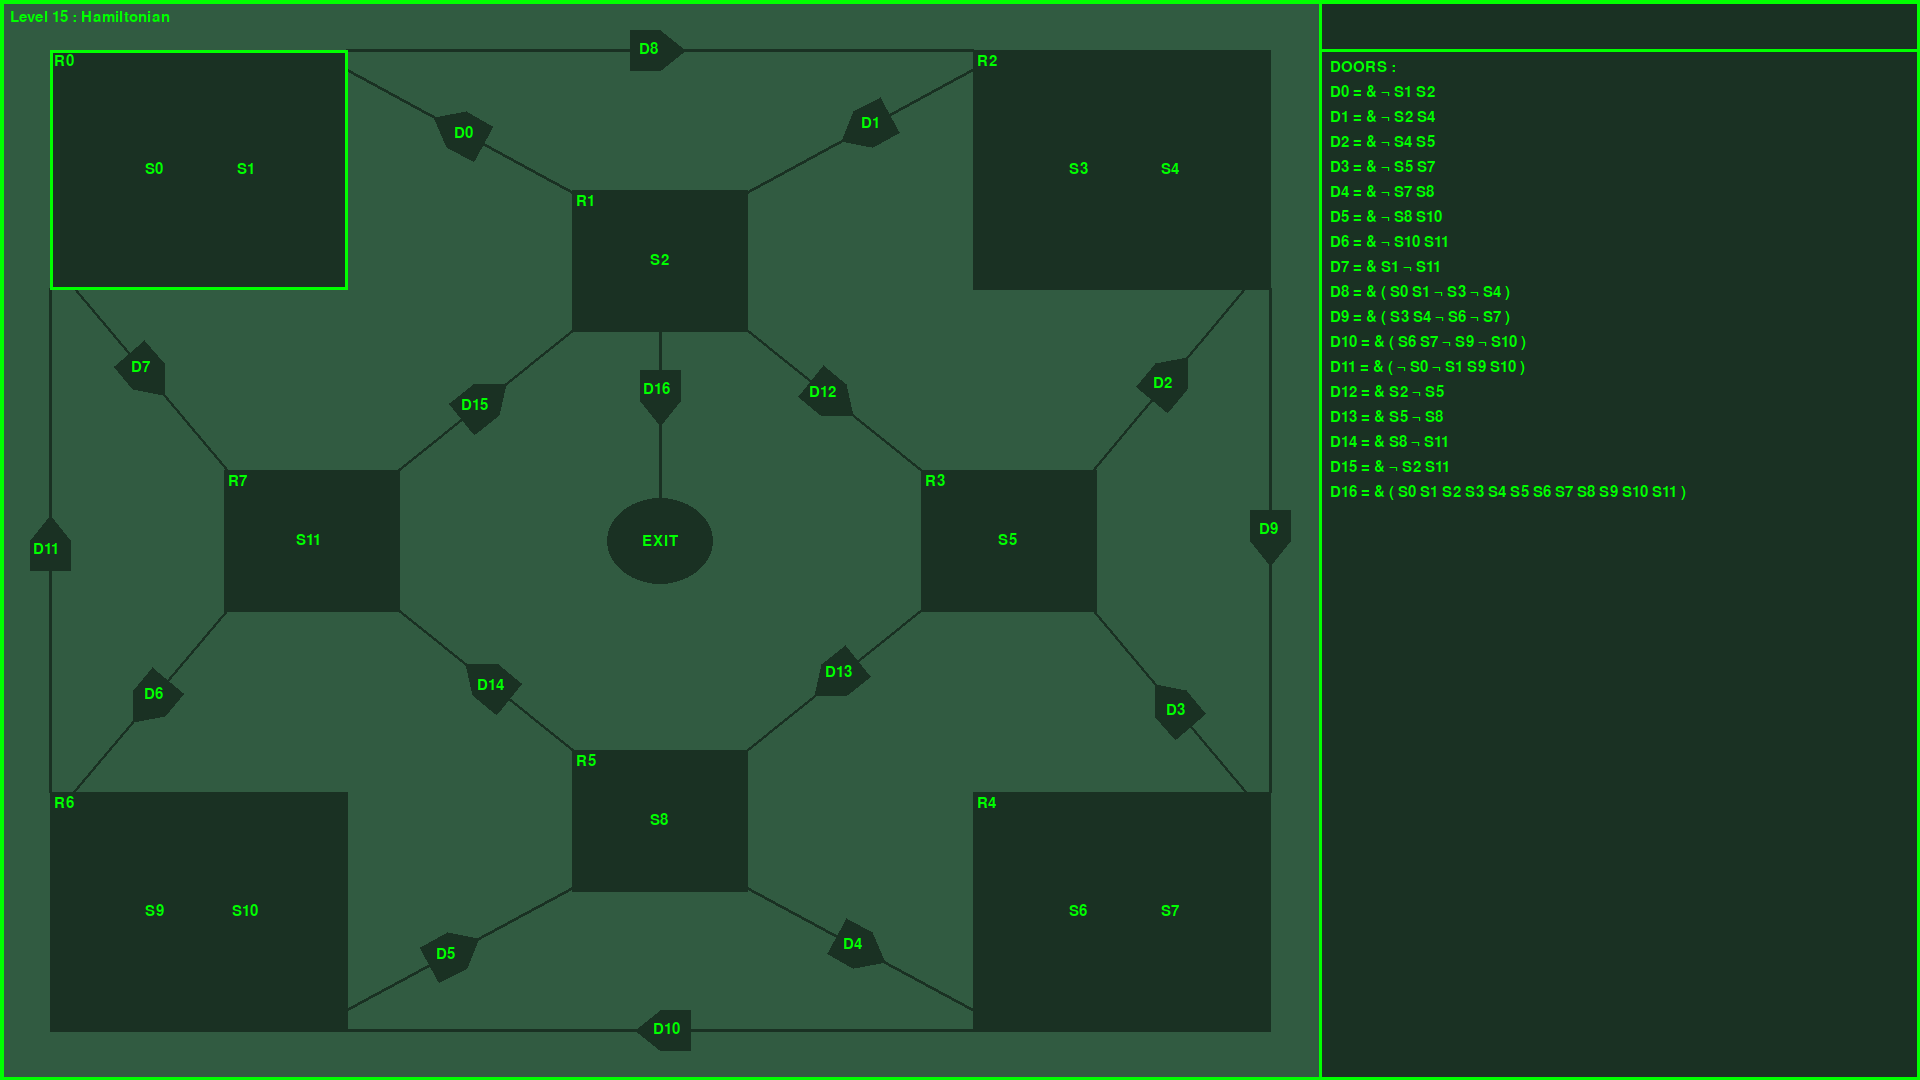 Level 15 : Hamiltonian
R0
S0
S1
D8
R2
S3
S4
D0
D1
R1
S2
D7
D15
D16
D12
D2
R7
S11
EXIT
R3
S5
D11
D9
D6
D14
D13
D3
R5
S8
R6
S9
S10
R4
S6
S7
D5
D4
D10
DOORS :
D0 = & ¬ S1 S2
D1 = & ¬ S2 S4
D2 = & ¬ S4 S5
D3 = & ¬ S5 S7
D4 = & ¬ S7 S8
D5 = & ¬ S8 S10
D6 = & ¬ S10 S11
D7 = & S1 ¬ S11
D8 = & ( S0 S1 ¬ S3 ¬ S4 )
D9 = & ( S3 S4 ¬ S6 ¬ S7 )
D10 = & ( S6 S7 ¬ S9 ¬ S10 )
D11 = & ( ¬ S0 ¬ S1 S9 S10 )
D12 = & S2 ¬ S5
D13 = & S5 ¬ S8
D14 = & S8 ¬ S11
D15 = & ¬ S2 S11
D16 = & ( S0 S1 S2 S3 S4 S5 S6 S7 S8 S9 S10 S11 )